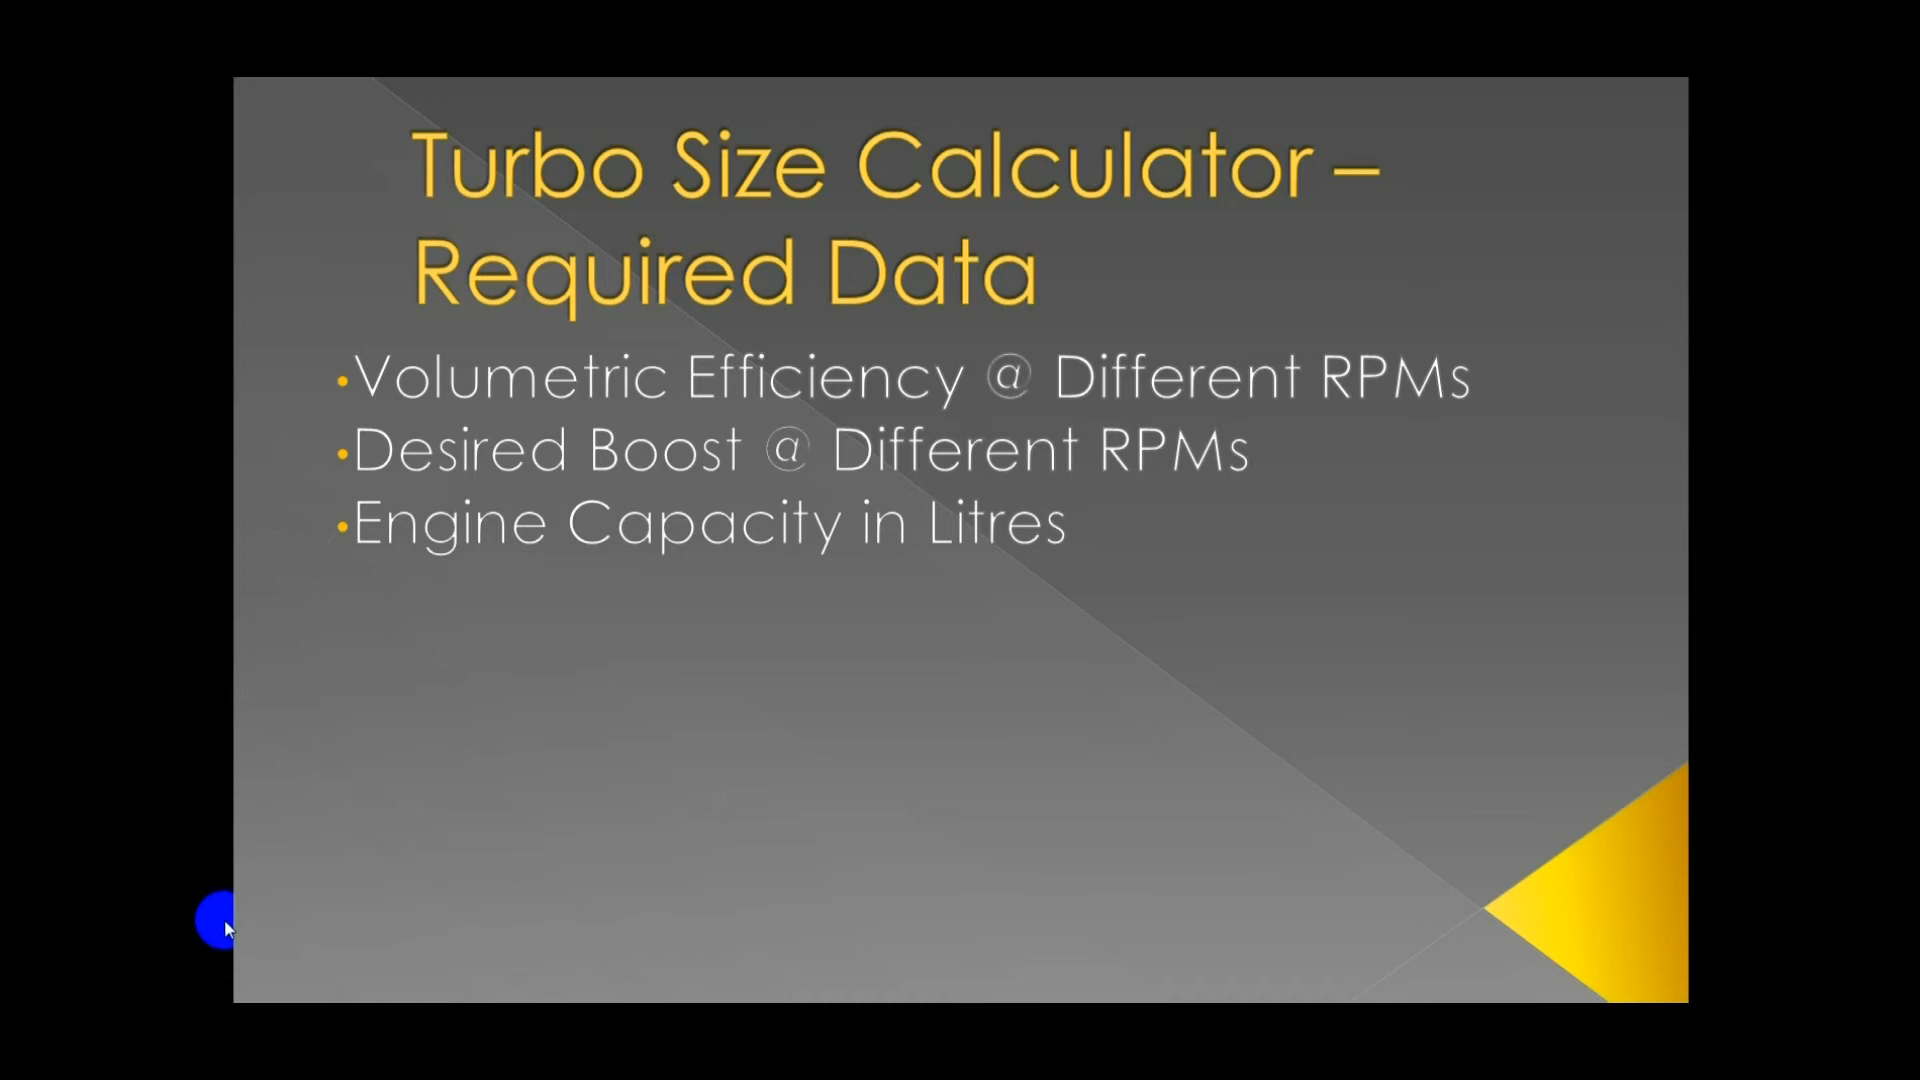 Turbo Size Calculator –
Required Data
•Volumetric Efficiency @ Different RPMs
•Desired Boost @ Different RPMs
•Engine Capacity in Litres